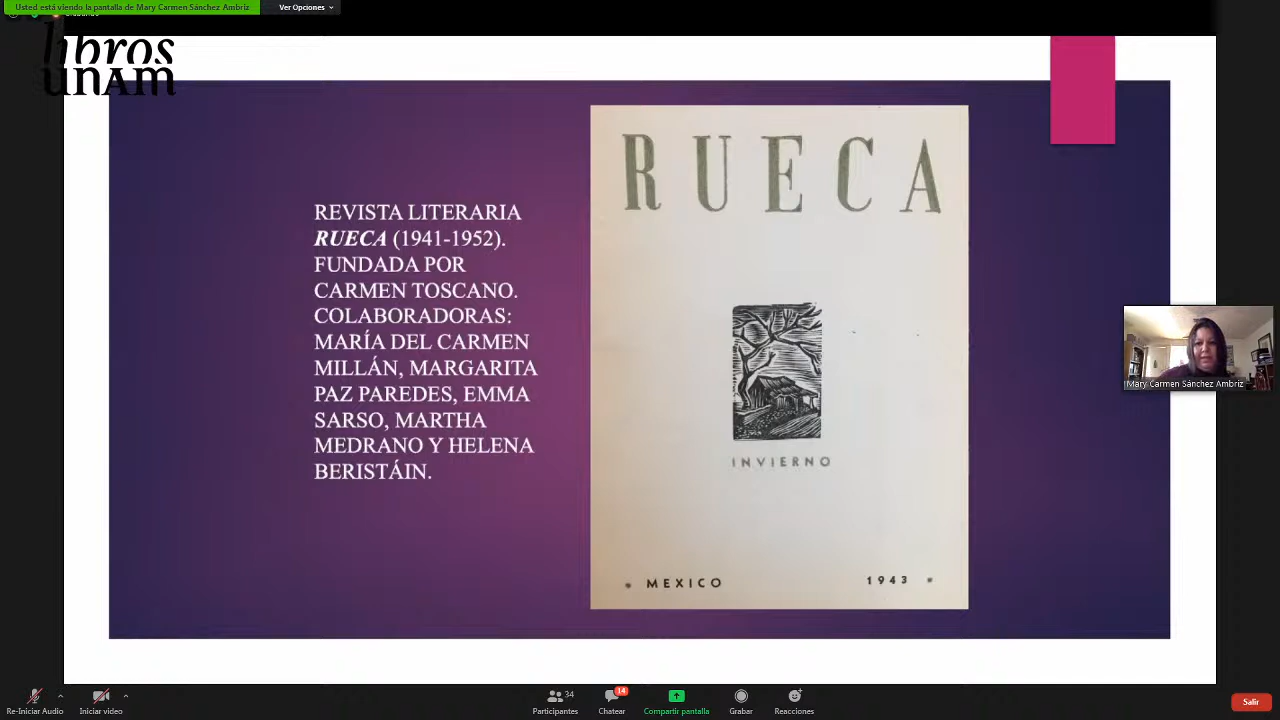 Usted está viendo la pantalla de Mary Carmen Sánchez Ambriz
Ver Opciones
libros
unam
REVISTA LITERARIA
RUECA (1941-1952).
FUNDADA POR
CARMEN TOSCANO.
COLABORADORAS:
MARÍA DEL CARMEN
MILLÁN, MARGARITA
PAZ PAREDES, EMMA
SARSO, MARTHA
MEDRANO Y HELENA
BERISTÁIN.
RUECA
INVIERNO
MEXICO
1943
Mary Carmen Sánchez Ambriz
Re-Iniciar Audio
Iniciar video
34
Participantes
14
Chatear
Compartir pantalla
Grabar
Reacciones
Salir